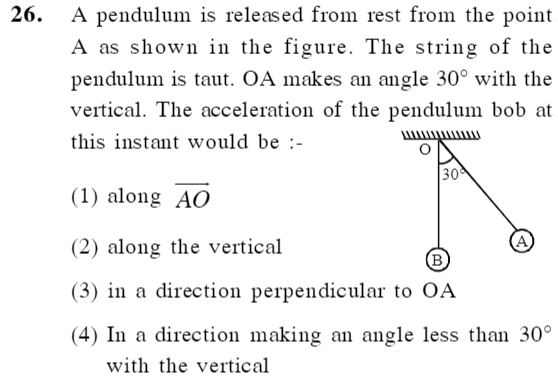 26. A pendulum is released from rest from the point
A as shown in the figure. The string of the
pendulum is taut. OA makes an angle 30° with the
vertical. The acceleration of the pendulum bob at
this instant would be :-
O
30°
(1) along AO
A
(2) along the vertical
B
(3) in a direction perpendicular to OA
(4) In a direction making an angle less than 30°
with the vertical